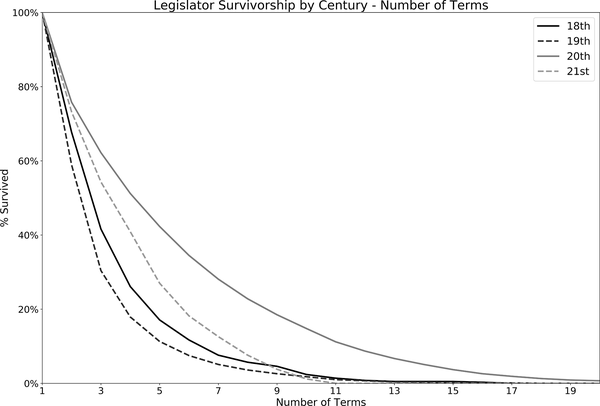 Legislator Survivorship by Century - Number of Terms
100%
80%
60%
40%
20%
0%
% Survived
18th
19th
20th
21st
1 3 5 7 9 11 13 15 17 19
Number of Terms